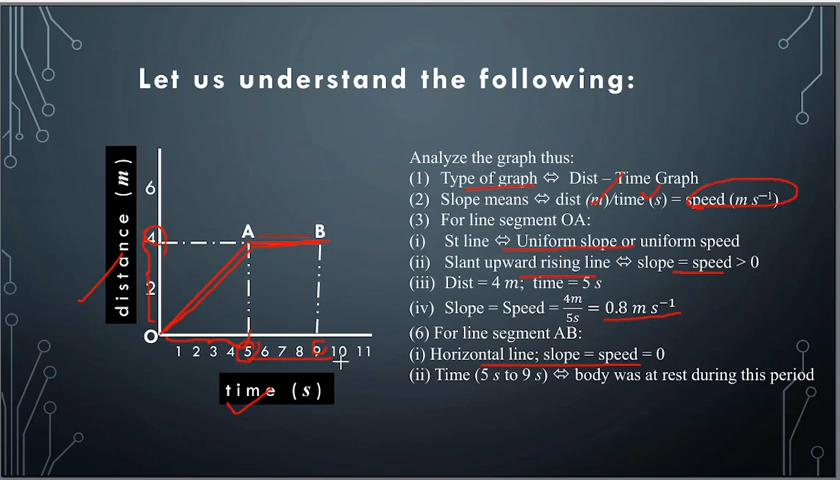 Let us understand the following:
distance (m)
6
4
2
O
A
B
1 2 3 4 5 6 7 8 9 10 11
time (s)
Analyze the graph thus:
(1) Type of graph ⇔ Dist – Time Graph
(2) Slope means ⇔ dist (m)/time (s) = speed (m s⁻¹)
(3) For line segment OA:
(i) St line ⇔ Uniform slope or uniform speed
(ii) Slant upward rising line ⇔ slope = speed > 0
(iii) Dist = 4 m; time = 5 s
(iv) Slope = Speed = 4m/5s = 0.8 m s⁻¹
(6) For line segment AB:
(i) Horizontal line; slope = speed = 0
(ii) Time (5 s to 9 s) ⇔ body was at rest during this period